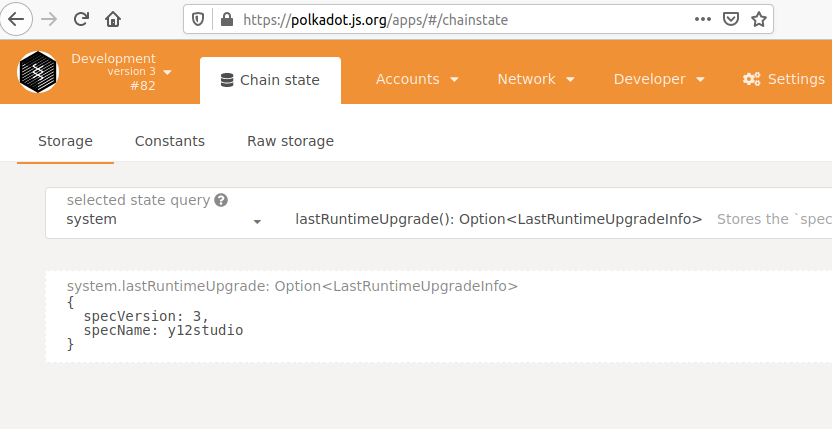 https://polkadot.js.org/apps/#/chainstate
Development
version 3
#82
Chain state
Accounts
Network
Developer
Settings
Storage
Constants
Raw storage
selected state query
system
lastRuntimeUpgrade(): Option<LastRuntimeUpgradeInfo> Stores the `spec
system.lastRuntimeUpgrade: Option<LastRuntimeUpgradeInfo>
{
specVersion: 3,
specName: y12studio
}